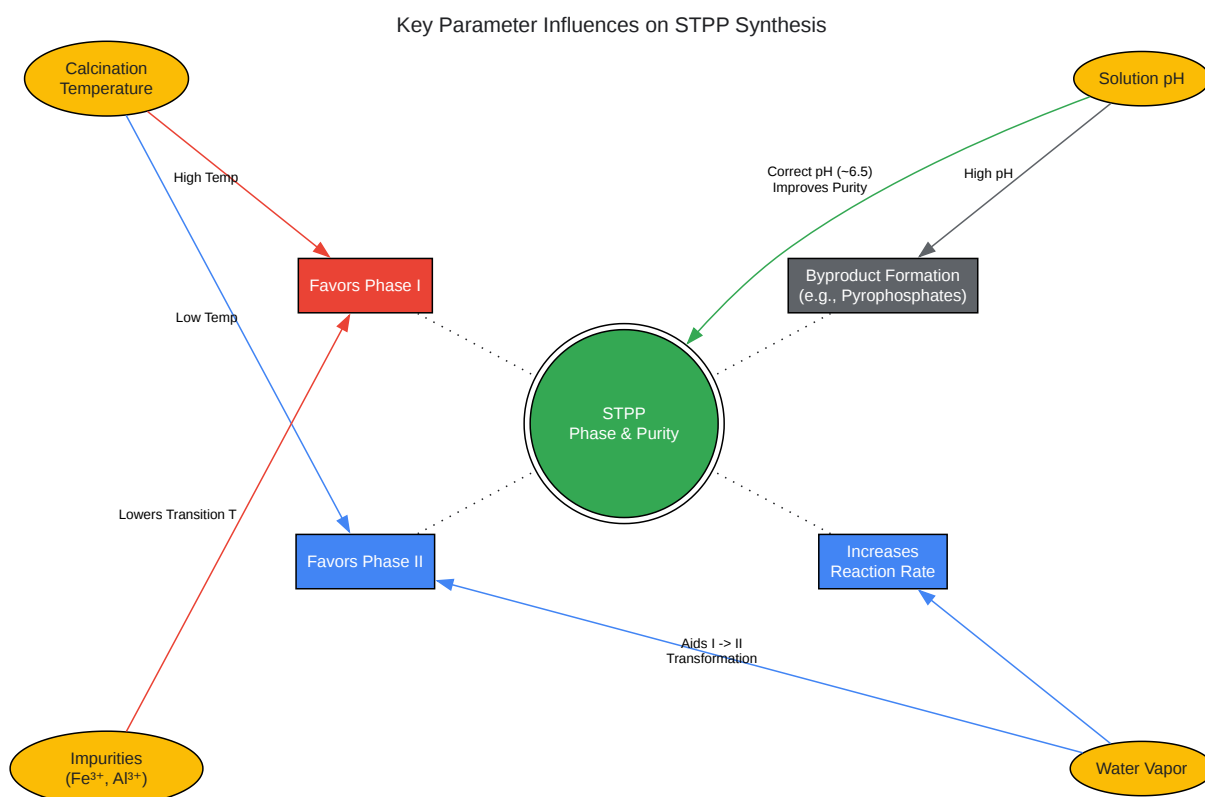 Key Parameter Influences on STPP Synthesis
Calcination
Temperature
Solution pH
High Temp
Correct pH (~6.5)
Improves Purity
High pH
Favors Phase I
Byproduct Formation
(e.g., Pyrophosphates)
Low Temp
STPP
Phase & Purity
Lowers Transition T
Favors Phase II
Increases
Reaction Rate
Aids I -> II
Transformation
Impurities
(Fe³⁺, Al³⁺)
Water Vapor